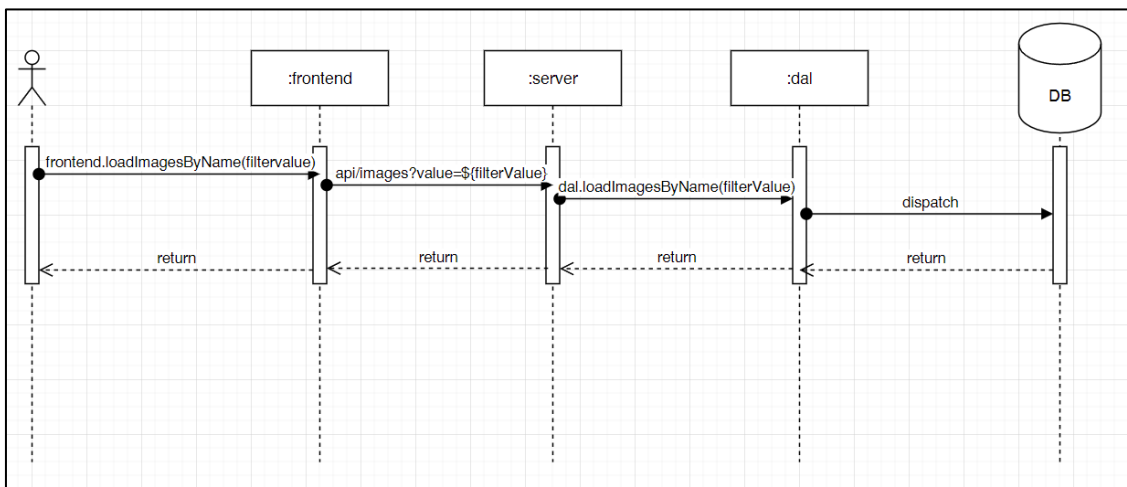 :frontend
:server
:dal
DB
frontend.loadImagesByName(filtervalue)
api/images?value=${filterValue}
dal.loadImagesByName(filterValue)
dispatch
return
return
return
return